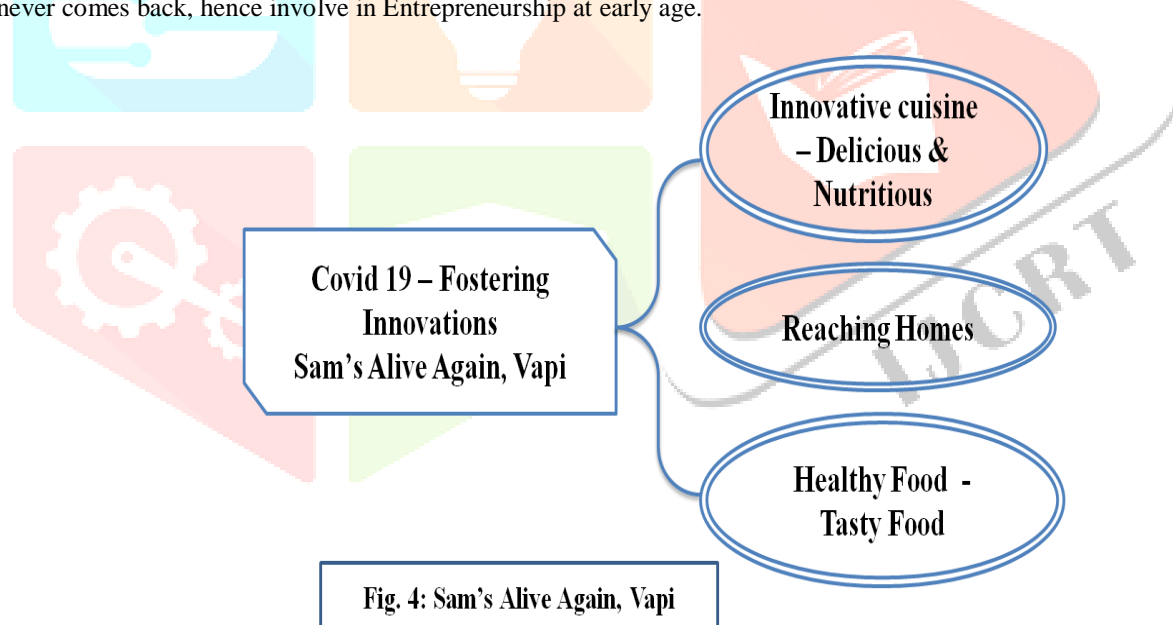 never comes back, hence involve in Entrepreneurship at early age.
Innovative cuisine
– Delicious &
Nutritious
Covid 19 – Fostering
Innovations
Sam's Alive Again, Vapi
Reaching Homes
Healthy Food -
Tasty Food
IJCRT
Fig. 4: Sam's Alive Again, Vapi